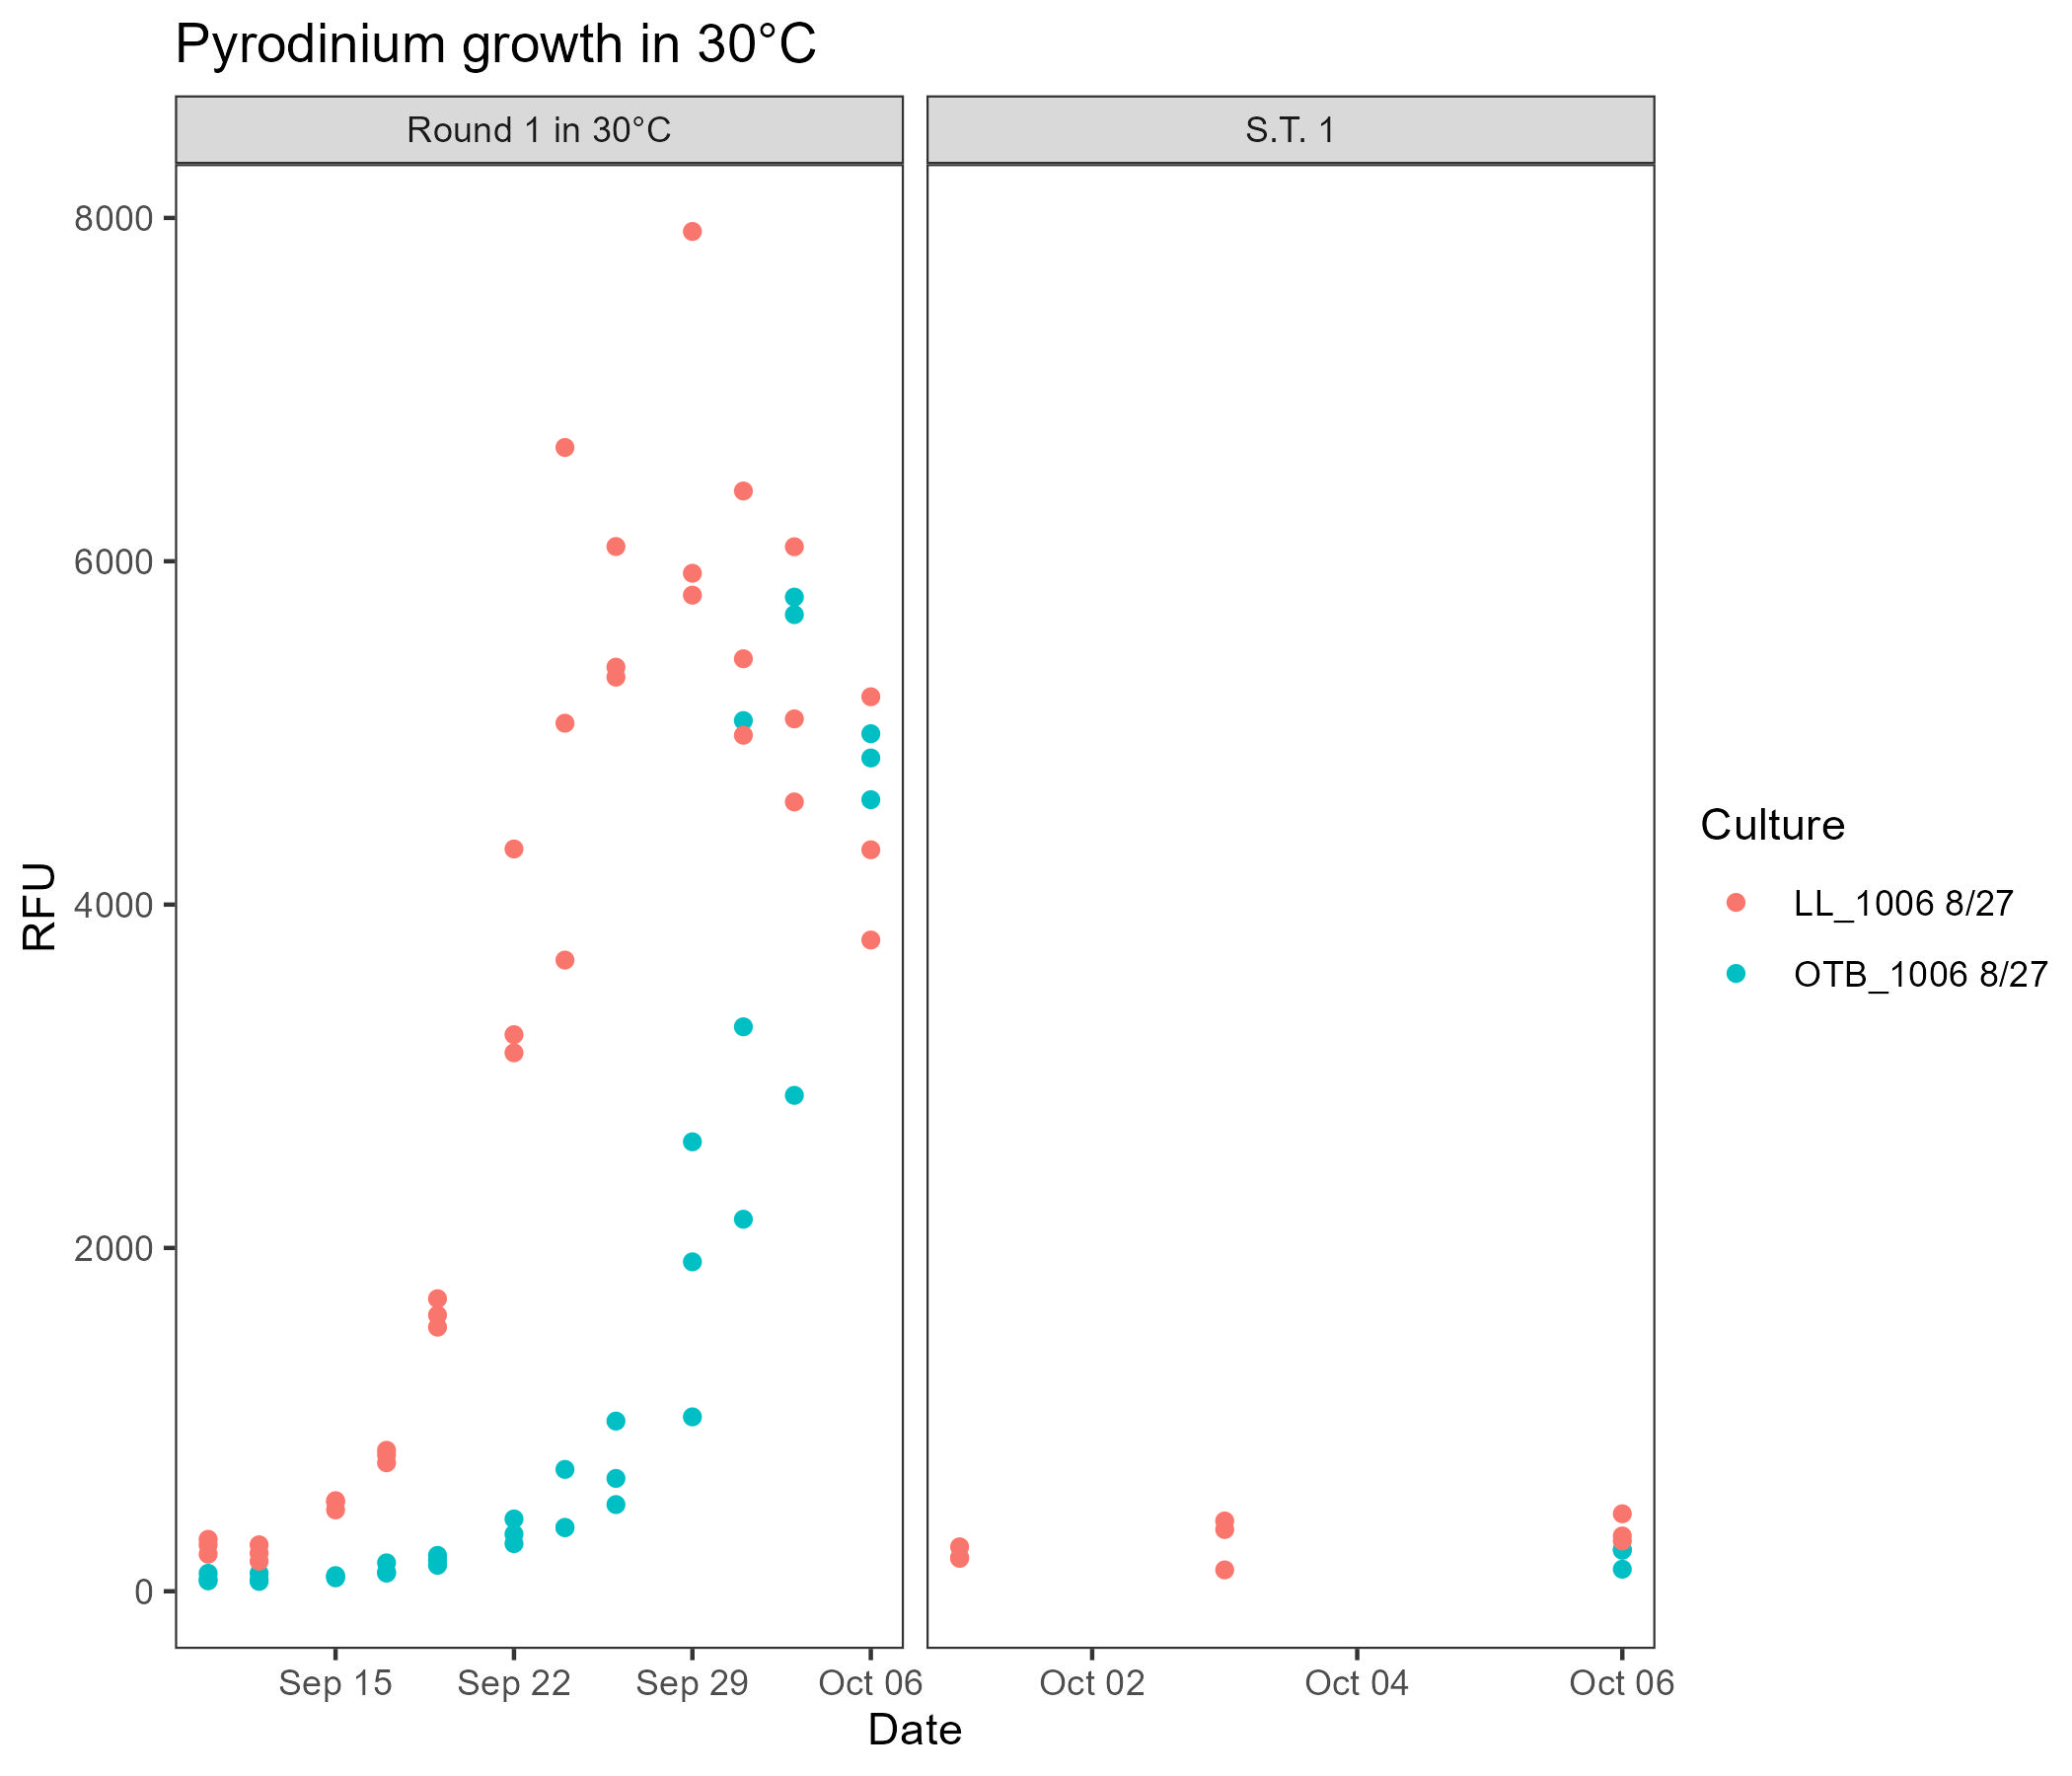 Pyrodinium growth in 30°C
Round 1 in 30°C
S.T. 1
8000
6000
4000
2000
0
RFU
Sep 15 Sep 22 Sep 29 Oct 06
Oct 02 Oct 04 Oct 06
Date
Culture
LL_1006 8/27
OTB_1006 8/27